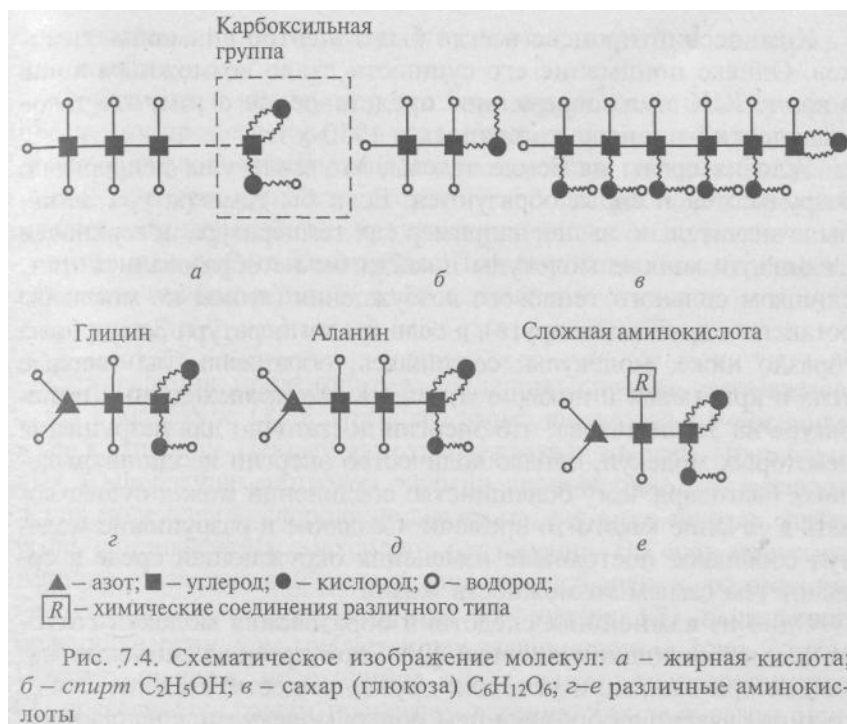 Карбоксильная
группа
а
б
в
Глицин
Аланин
Сложная аминокислота
R
г
д
е
– азот; – углерод; – кислород; – водород;
R – химические соединения различного типа
Рис. 7.4. Схематическое изображение молекул: а – жирная кислота;
б – спирт C₂H₅OH; в – сахар (глюкоза) C₆H₁₂O₆; г-е различные аминокис-
лоты